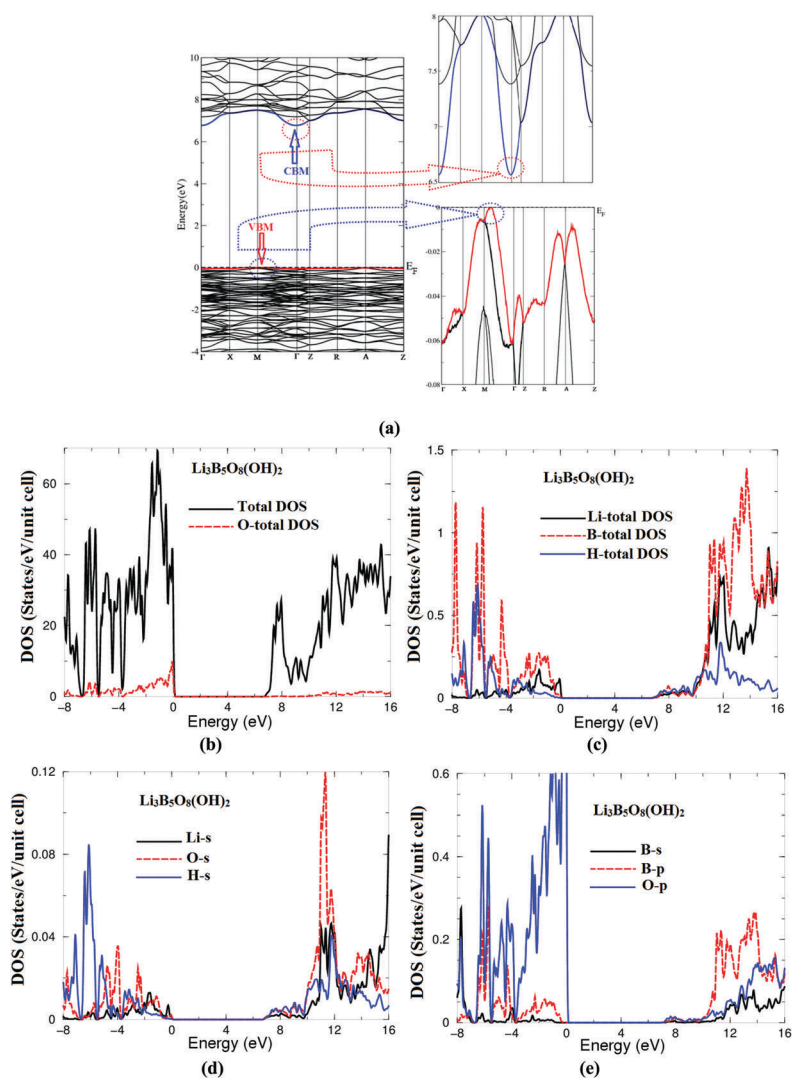 10
8
6
4
2
0
-2
-4
Energy(eV)
CBM
VBM
E_F
Γ X M Γ Z R A Z
8
7.5
7
6.5
0
-0.02
-0.04
-0.06
-0.08
E_F
Γ X M Γ Z R A Z
(a)
Li₃B₅O₈(OH)₂
Total DOS
O-total DOS
DOS (States/eV/unit cell)
60
40
20
0
−8 −4 0 4 8 12 16
Energy (eV)
(b)
Li₃B₅O₈(OH)₂
Li-total DOS
B-total DOS
H-total DOS
DOS (States/eV/unit cell)
1.5
1
0.5
0
−8 −4 0 4 8 12 16
Energy (eV)
(c)
Li₃B₅O₈(OH)₂
Li-s
O-s
H-s
DOS (States/eV/unit cell)
0.12
0.08
0.04
0
−8 −4 0 4 8 12 16
Energy (eV)
(d)
Li₃B₅O₈(OH)₂
B-s
B-p
O-p
DOS (States/eV/unit cell)
0.6
0.4
0.2
0
−8 −4 0 4 8 12 16
Energy (eV)
(e)